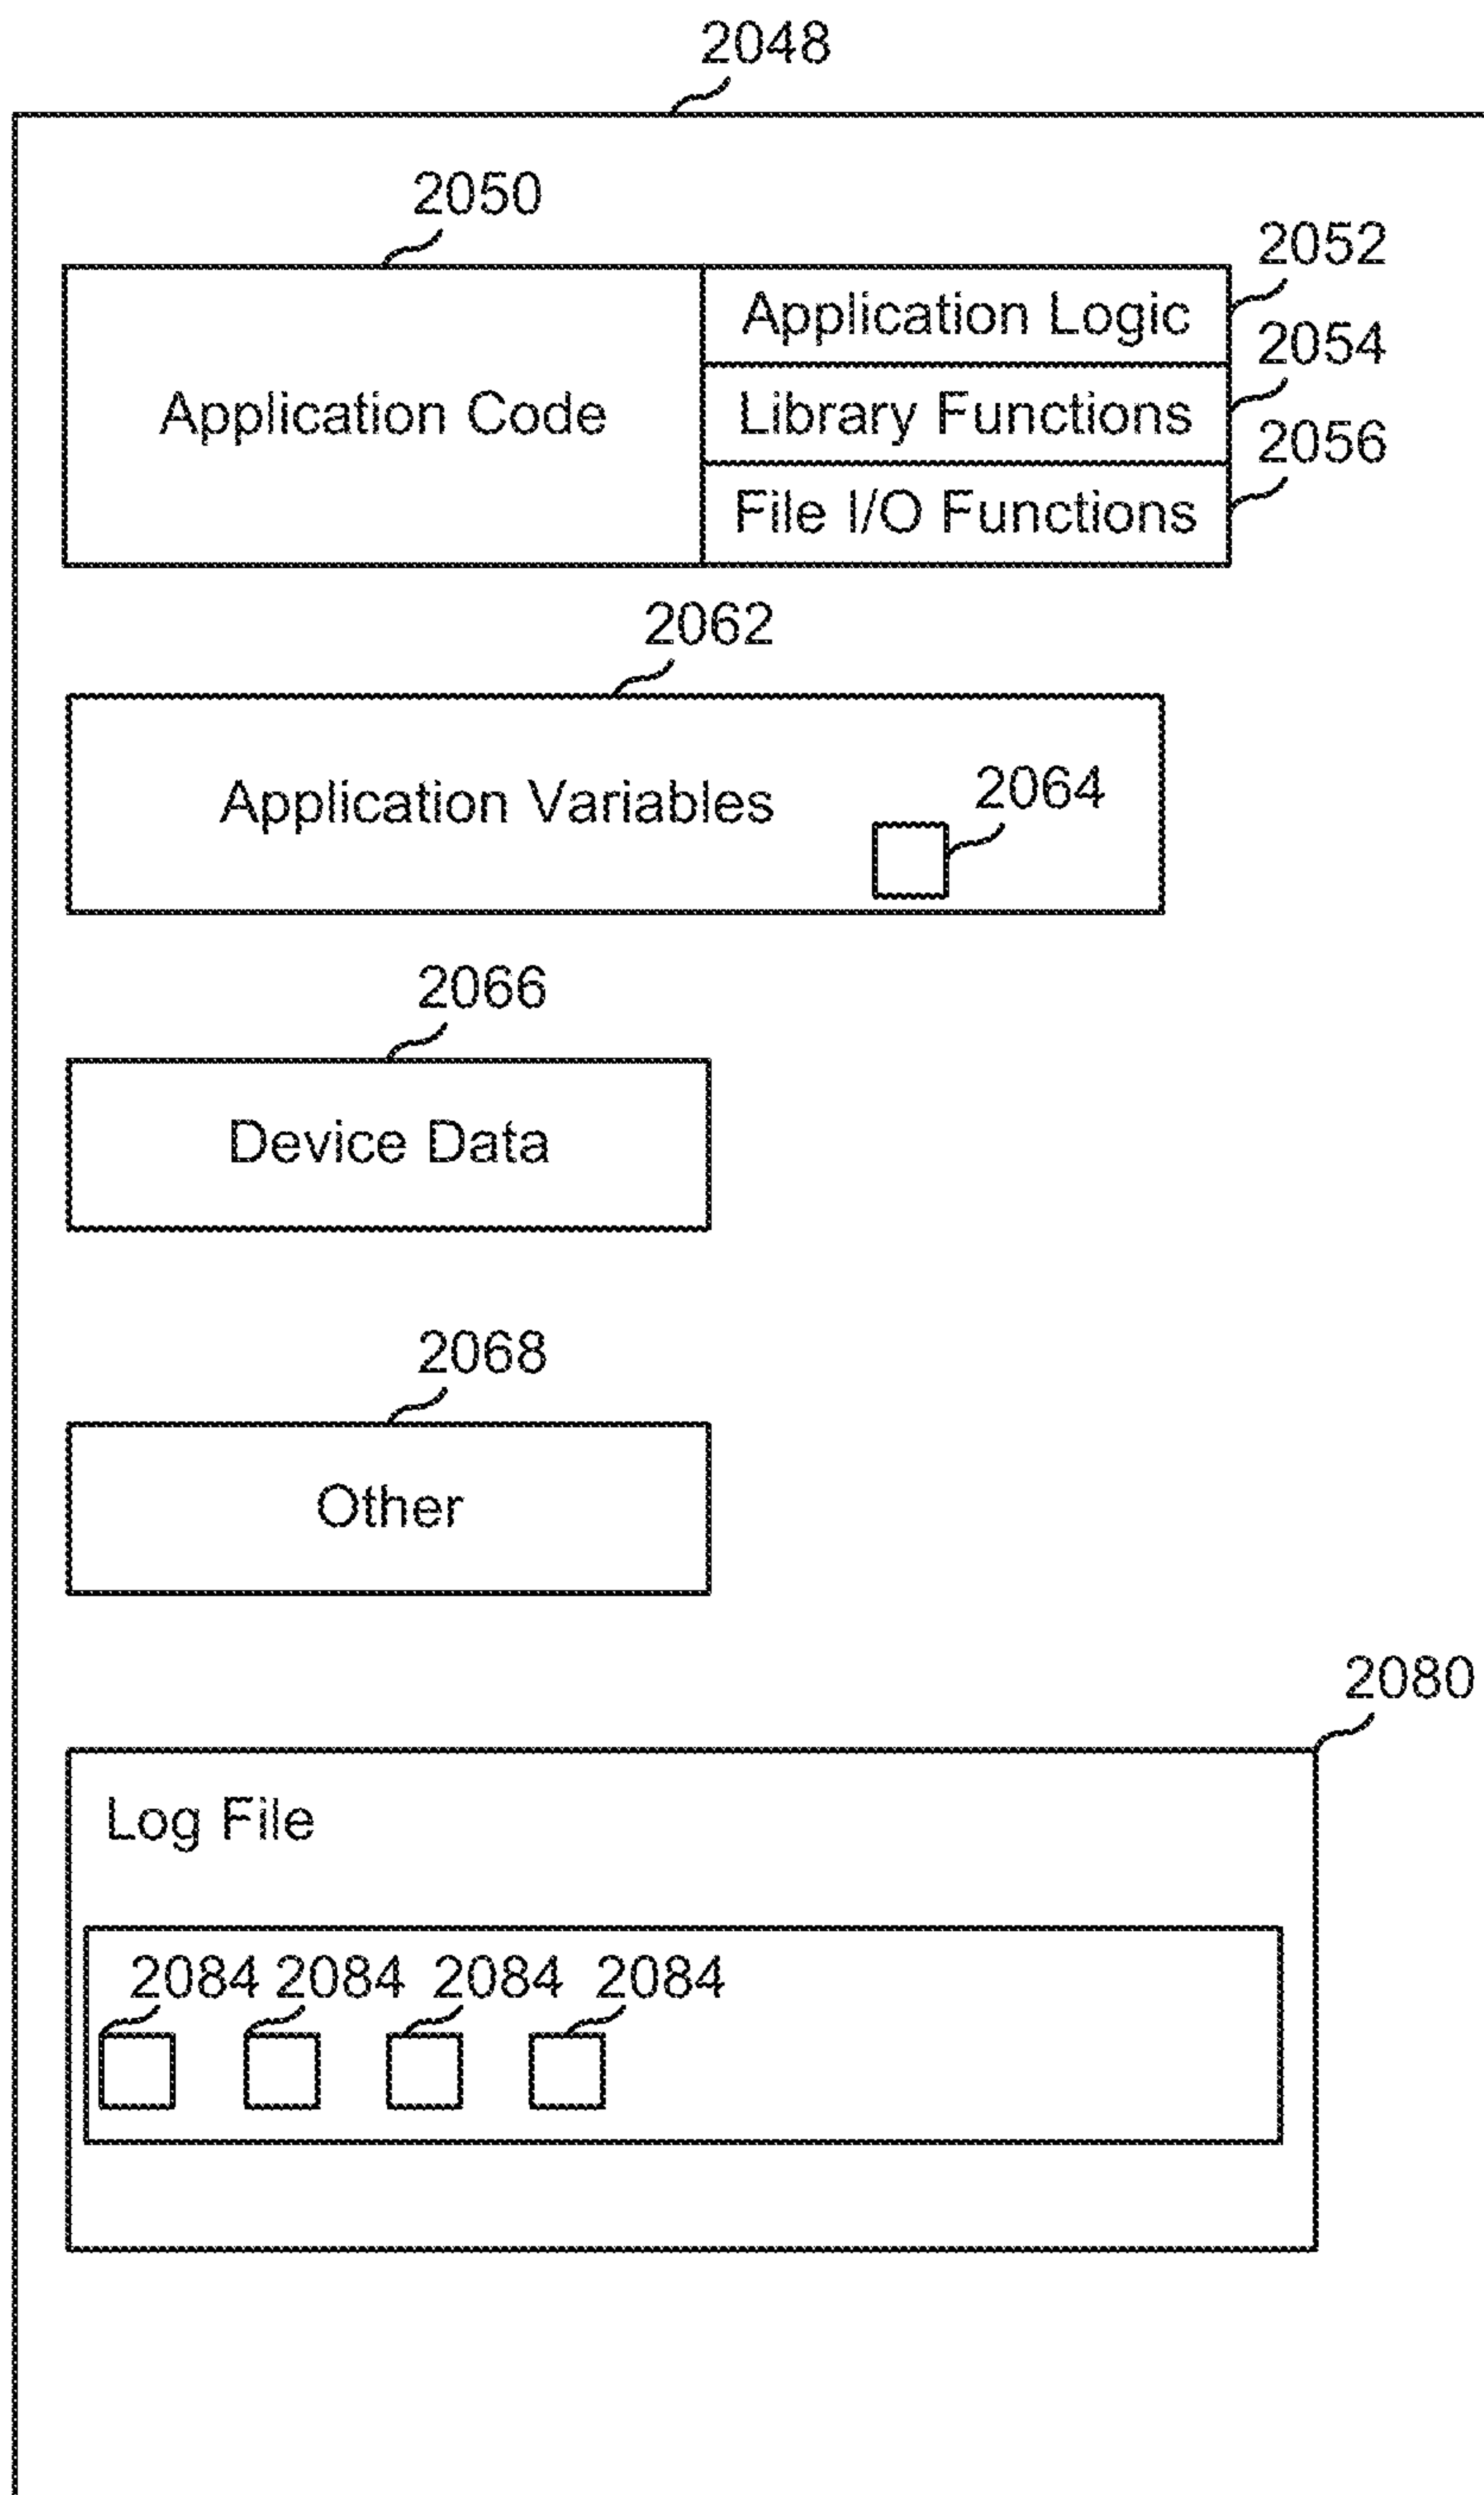 2048
2050
2052
Application Logic
2054
Application Code
Library Functions
2056
File I/O Functions
2062
Application Variables
2064
2066
Device Data
2068
Other
2080
Log File
2084 2084 2084 2084